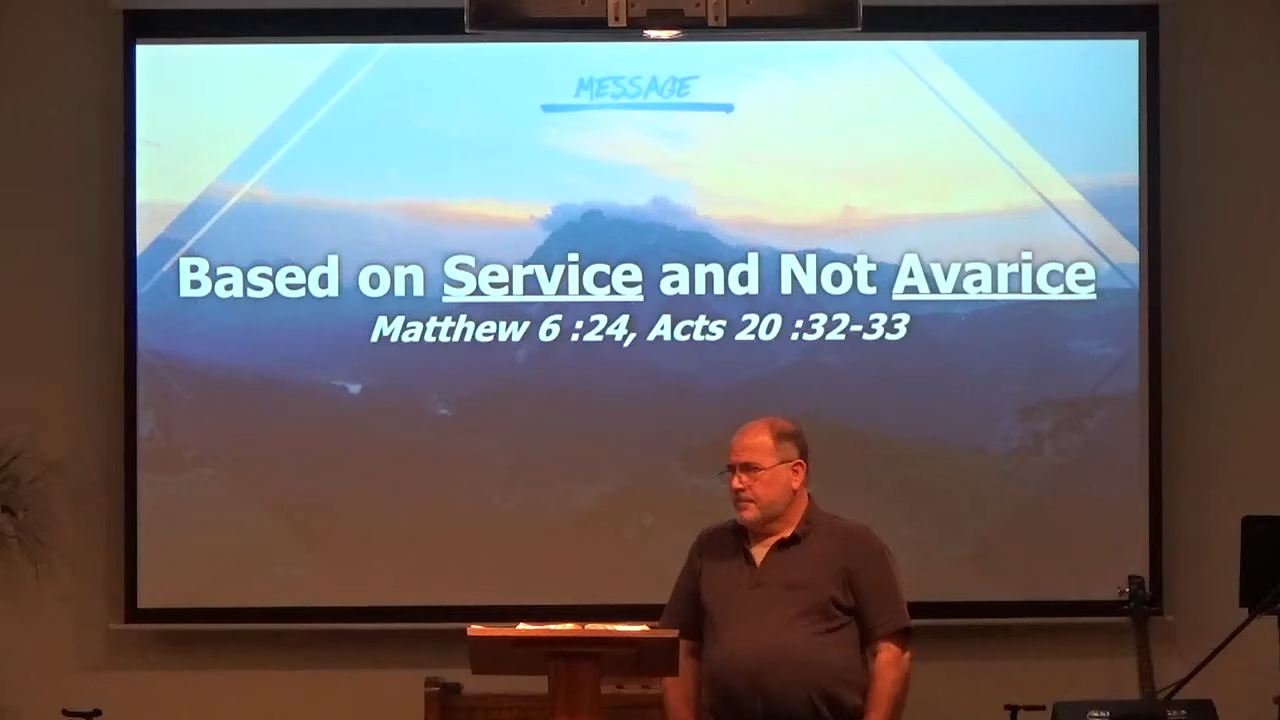 MESSAGE
Based on Service and Not Avarice
Matthew 6 :24, Acts 20 :32-33